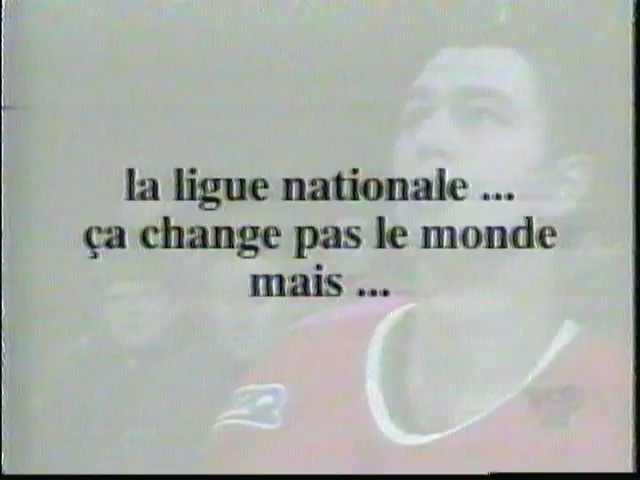 la ligue nationale ...
ça change pas le monde
mais ...